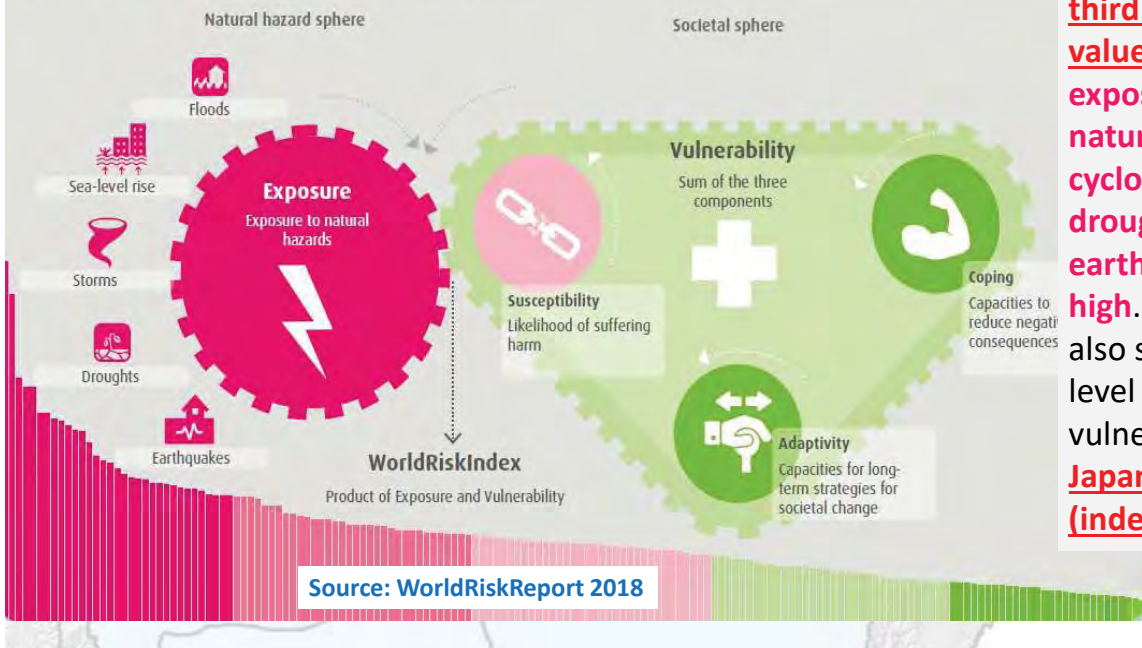 Natural hazard sphere
Societal sphere
Floods
Sea-level rise
Storms
Droughts
Earthquakes
Exposure
Exposure to natural
hazards
Vulnerability
Sum of the three
components
Susceptibility
Likelihood of suffering
harm
Coping
Capacities to
reduce negati
consequences
Adaptivity
Capacities for long-
term strategies for
societal change
WorldRiskIndex
Product of Exposure and Vulnerability
Source: WorldRiskReport 2018
third
value
expos
natur
cyclo
droug
earth
high.
also s
level
vulne
Japan
(inde